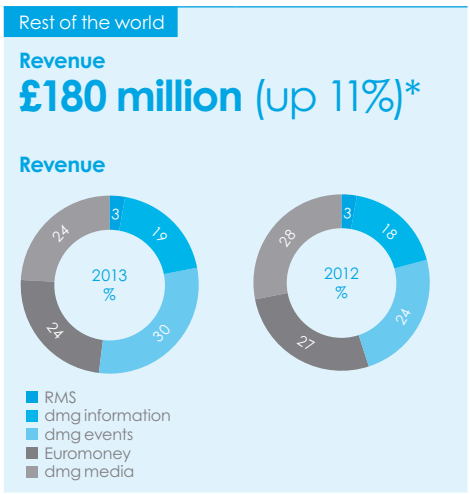 Rest of the world
Revenue
£180 million (up 11%)*
Revenue
3
19
30
24
24
2013
%
3
18
24
27
28
2012
%
RMS
dmg information
dmg events
Euromoney
dmg media